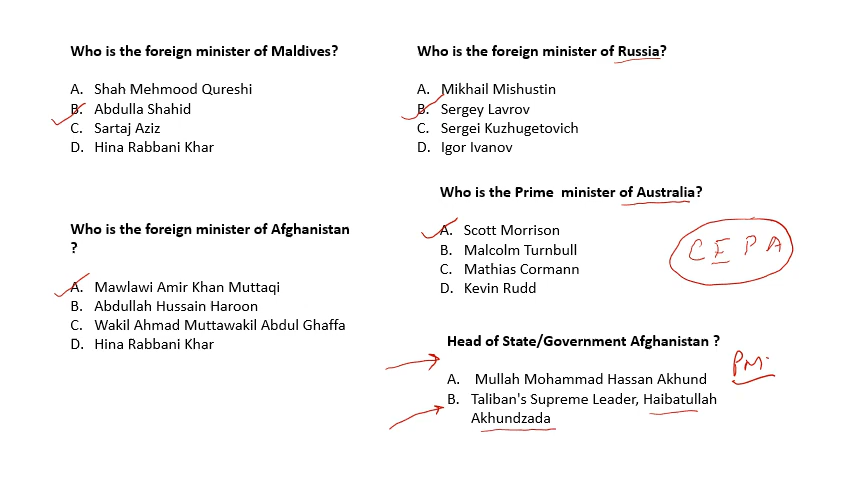 Who is the foreign minister of Maldives?
A. Shah Mehmood Qureshi
B. Abdulla Shahid
C. Sartaj Aziz
D. Hina Rabbani Khar
Who is the foreign minister of Afghanistan
?
A. Mawlawi Amir Khan Muttaqi
B. Abdullah Hussain Haroon
C. Wakil Ahmad Muttawakil Abdul Ghaffa
D. Hina Rabbani Khar
Who is the foreign minister of Russia?
A. Mikhail Mishustin
B. Sergey Lavrov
C. Sergei Kuzhugetovich
D. Igor Ivanov
Who is the Prime  minister of Australia?
A. Scott Morrison
B. Malcolm Turnbull
C. Mathias Cormann
D. Kevin Rudd
CEPA
Head of State/Government Afghanistan ?
PM.
A. Mullah Mohammad Hassan Akhund
B. Taliban's Supreme Leader, Haibatullah
Akhundzada